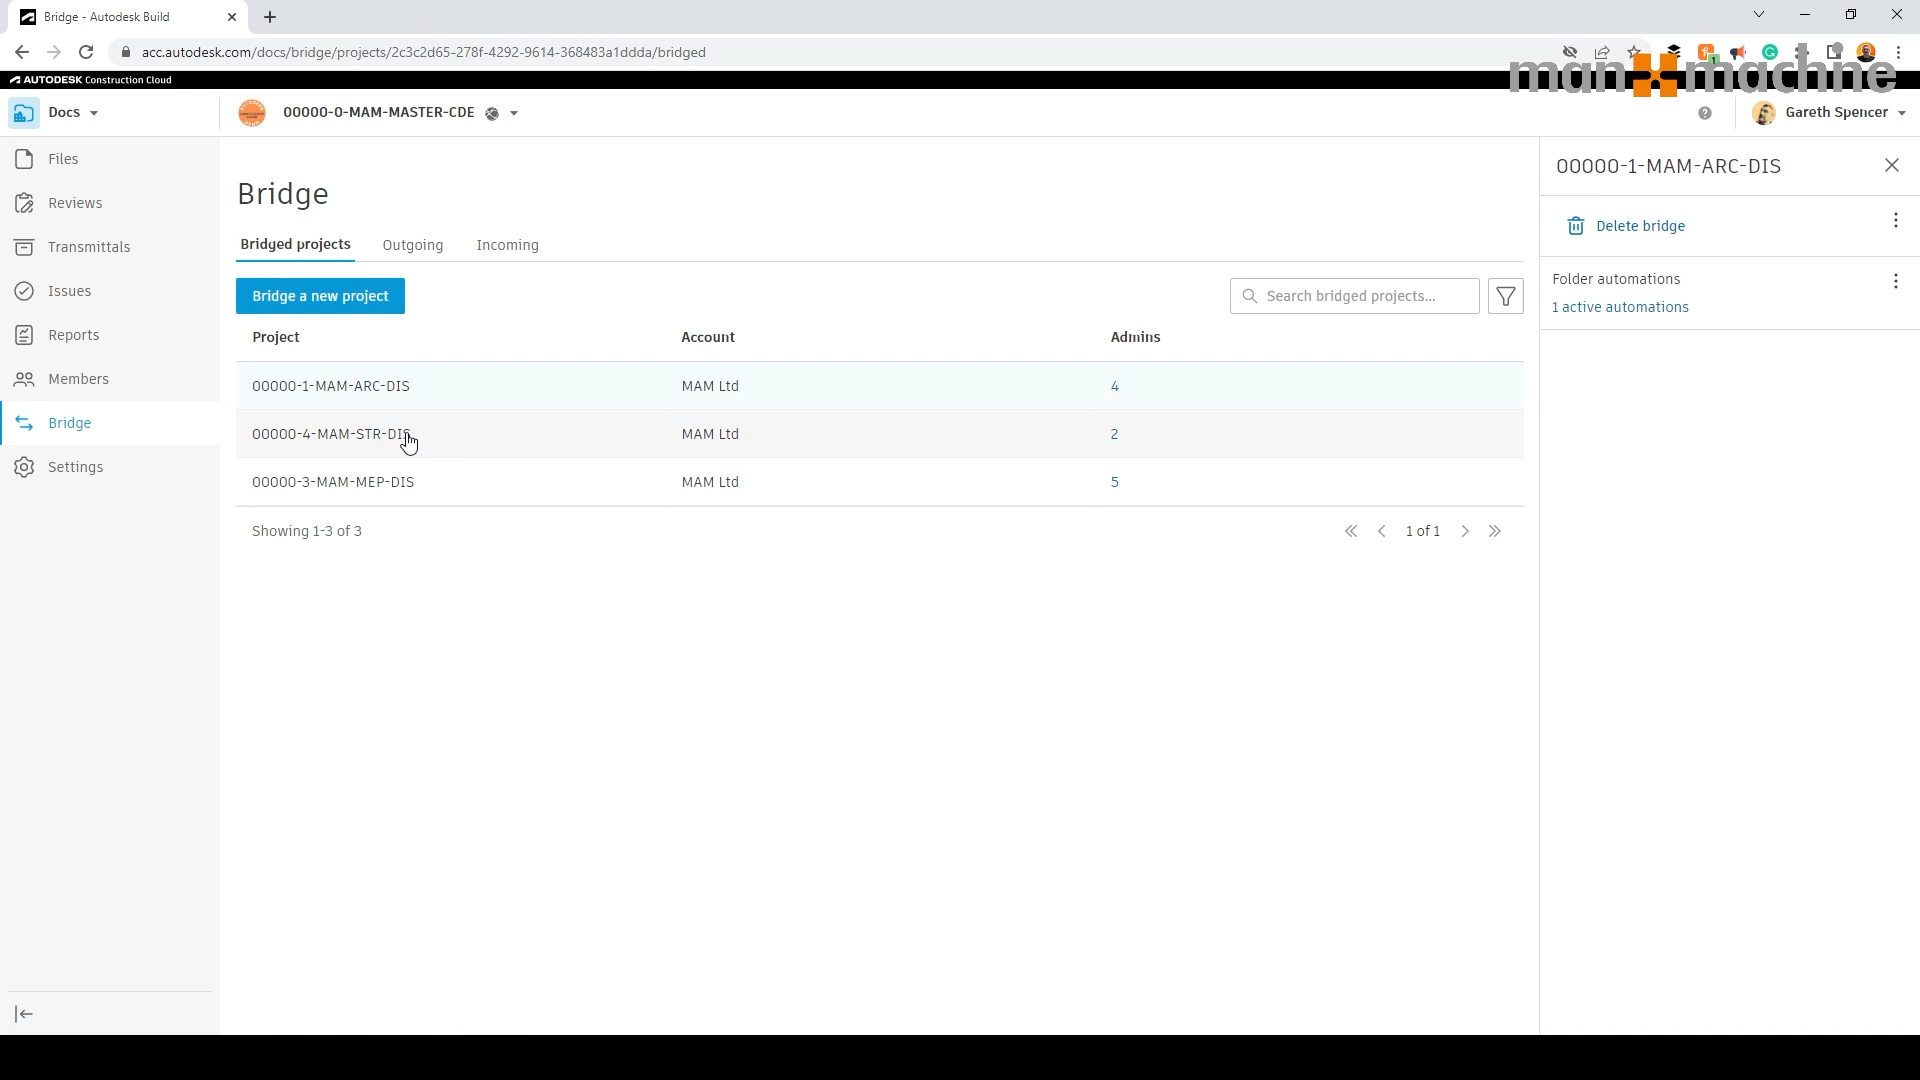 Bridge - Autodesk Build
acc.autodesk.com/docs/bridge/projects/2c3c2d65-278f-4292-9614-368483a1ddda/bridged
AUTODESK Construction Cloud
man machine
Docs
00000-0-MAM-MASTER-CDE
Gareth Spencer
Files
Reviews
Transmittals
Issues
Reports
Members
Bridge
Settings
Bridge
Bridged projects Outgoing Incoming
Bridge a new project
Search bridged projects...
Project Account Admins
00000-1-MAM-ARC-DIS MAM Ltd 4
00000-4-MAM-STR-DIS MAM Ltd 2
00000-3-MAM-MEP-DIS MAM Ltd 5
Showing 1-3 of 3
1 of 1
00000-1-MAM-ARC-DIS
Delete bridge
Folder automations
1 active automations